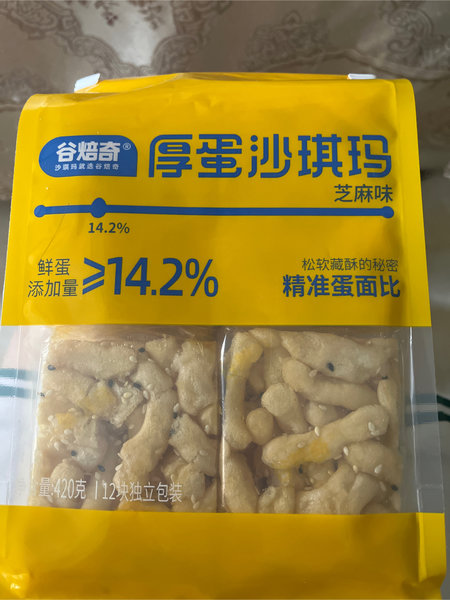 谷焙奇®
沙琪玛就选谷焙奇
厚蛋沙琪玛
芝麻味
14.2%
鲜蛋
添加量
≥14.2%
松软藏酥的秘密
精准蛋面比
量:420克 | 12块独立包装